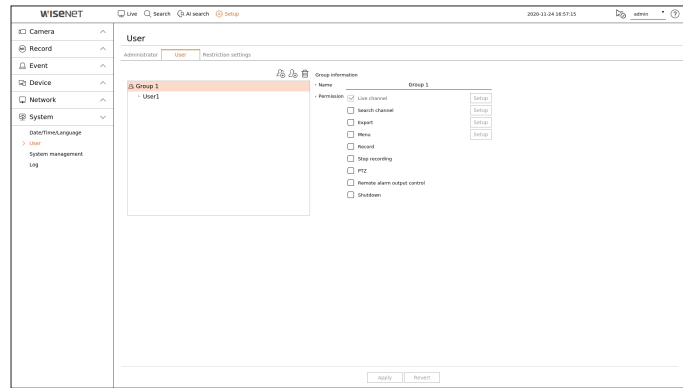 WISENET
Live Search AI search Setup 2020-11-24 16:57:15 admin
Camera
Record
Event
Device
Network
System
Date/Time/Language
User
System management
Log
User
Administrator User Restriction settings
Group 1
User1
Group information
Name Group 1
Permission Live channel Setup
Search channel Setup
Export Setup
Menu Setup
Record
Stop recording
PTZ
Remote alarm output control
Shutdown
Apply Revert